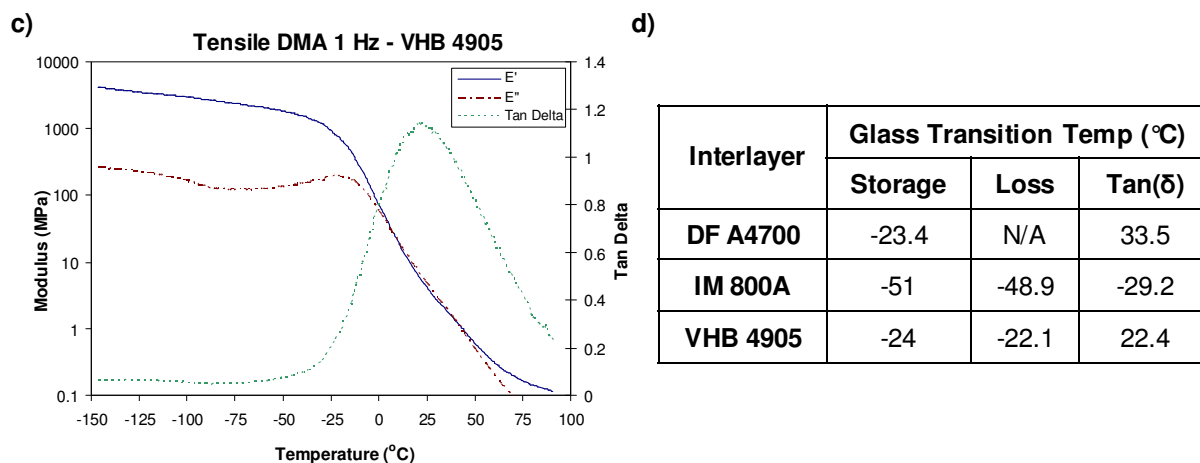 c)
Tensile DMA 1 Hz - VHB 4905
10000
1000
100
10
1
0.1
Modulus (MPa)
E'
E"
Tan Delta
1.4
1.2
1
0.8
0.6
0.4
0.2
0
Tan Delta
-150 -125 -100 -75 -50 -25 0 25 50 75 100
Temperature (°C)
d)
Interlayer Glass Transition Temp (°C)
Storage Loss Tan(δ)
DF A4700 -23.4 N/A 33.5
IM 800A -51 -48.9 -29.2
VHB 4905 -24 -22.1 22.4